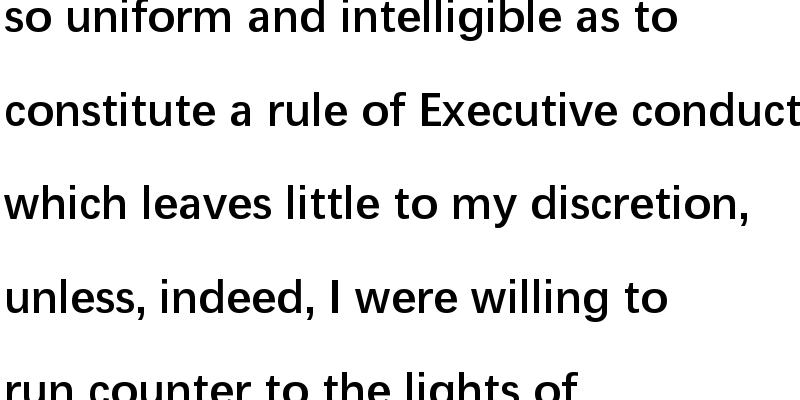 so uniform and intelligible as to
constitute a rule of Executive conduct
which leaves little to my discretion,
unless, indeed, I were willing to
run counter to the lights of